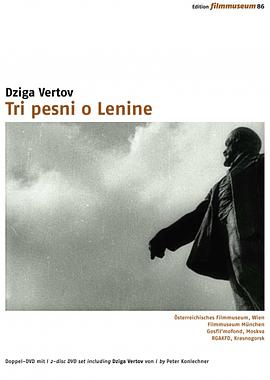 Edition filmmuseum 86
Dziga Vertov
Tri pesni o Lenine
Österreichisches Filmmuseum, Wien
Filmmuseum München
Gosfil'mofond, Moskva
RGAKFD, Krasnogorsk
Doppel-DVD mit / 2-disc DVD set including Dziga Vertov von / by Peter Konlechner